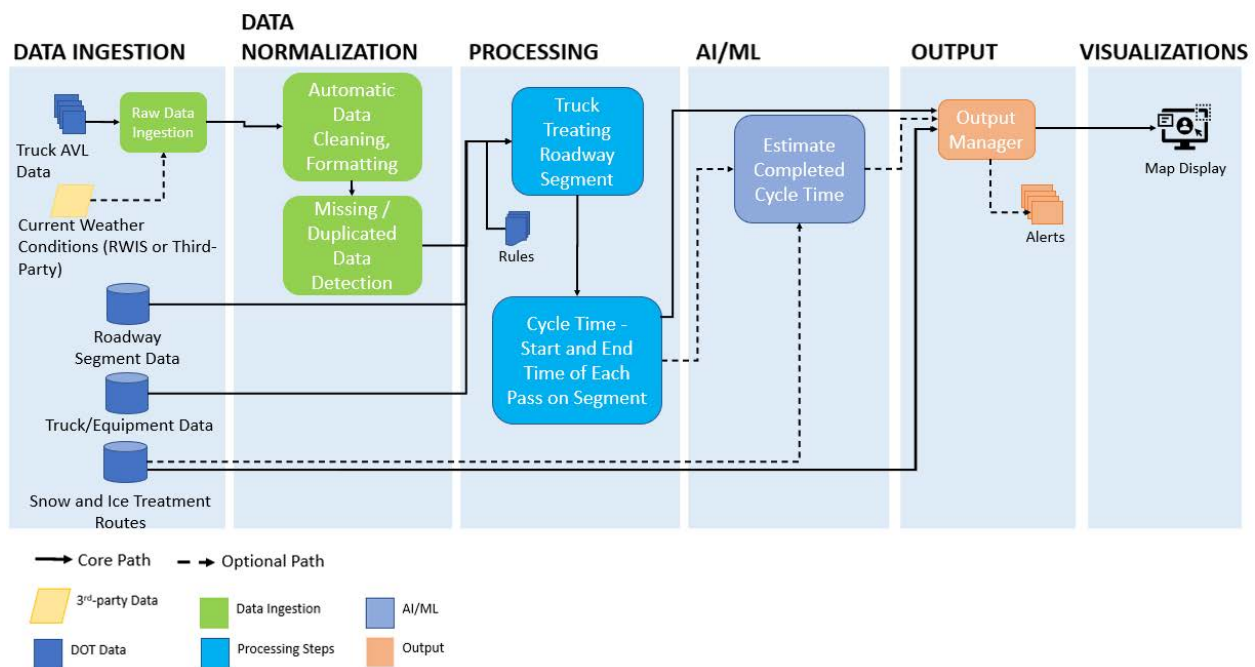 DATA INGESTION
DATA
NORMALIZATION
PROCESSING
AI/ML
OUTPUT
VISUALIZATIONS
Truck AVL
Data
Raw Data
Ingestion
Current Weather
Conditions (RWIS or Third-
Party)
Roadway
Segment Data
Truck/Equipment Data
Snow and Ice Treatment
Routes
Automatic
Data
Cleaning,
Formatting
Missing /
Duplicated
Data
Detection
Truck
Treating
Roadway
Segment
Rules
Cycle Time -
Start and End
Time of Each
Pass on Segment
Estimate
Completed
Cycle Time
Output
Manager
Alerts
Map Display
Core Path
Optional Path
3rd-party Data
Data Ingestion
AI/ML
DOT Data
Processing Steps
Output